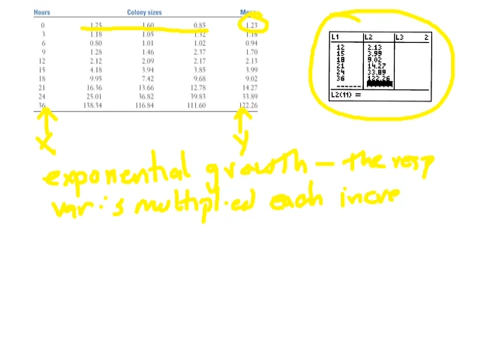 Hours Colony sizes Mean
0 1.25 1.60 0.85 1.23
3 1.18 1.05 1.32 1.18
6 0.80 1.01 1.02 0.94
9 1.28 1.46 2.37 1.70
12 2.12 2.09 2.17 2.13
15 4.18 3.94 3.85 3.99
18 9.95 7.42 9.68 9.02
21 16.36 13.66 12.78 14.27
24 25.01 36.82 39.83 33.89
36 138.34 116.84 111.60 122.26
L1 L2 L3 2
12 2.13
15 3.99
18 9.02
21 14.27
24 33.89
36 122.26
------
L2(11) =
X Y
exponential growth – the resp
var. is multiplied each incre